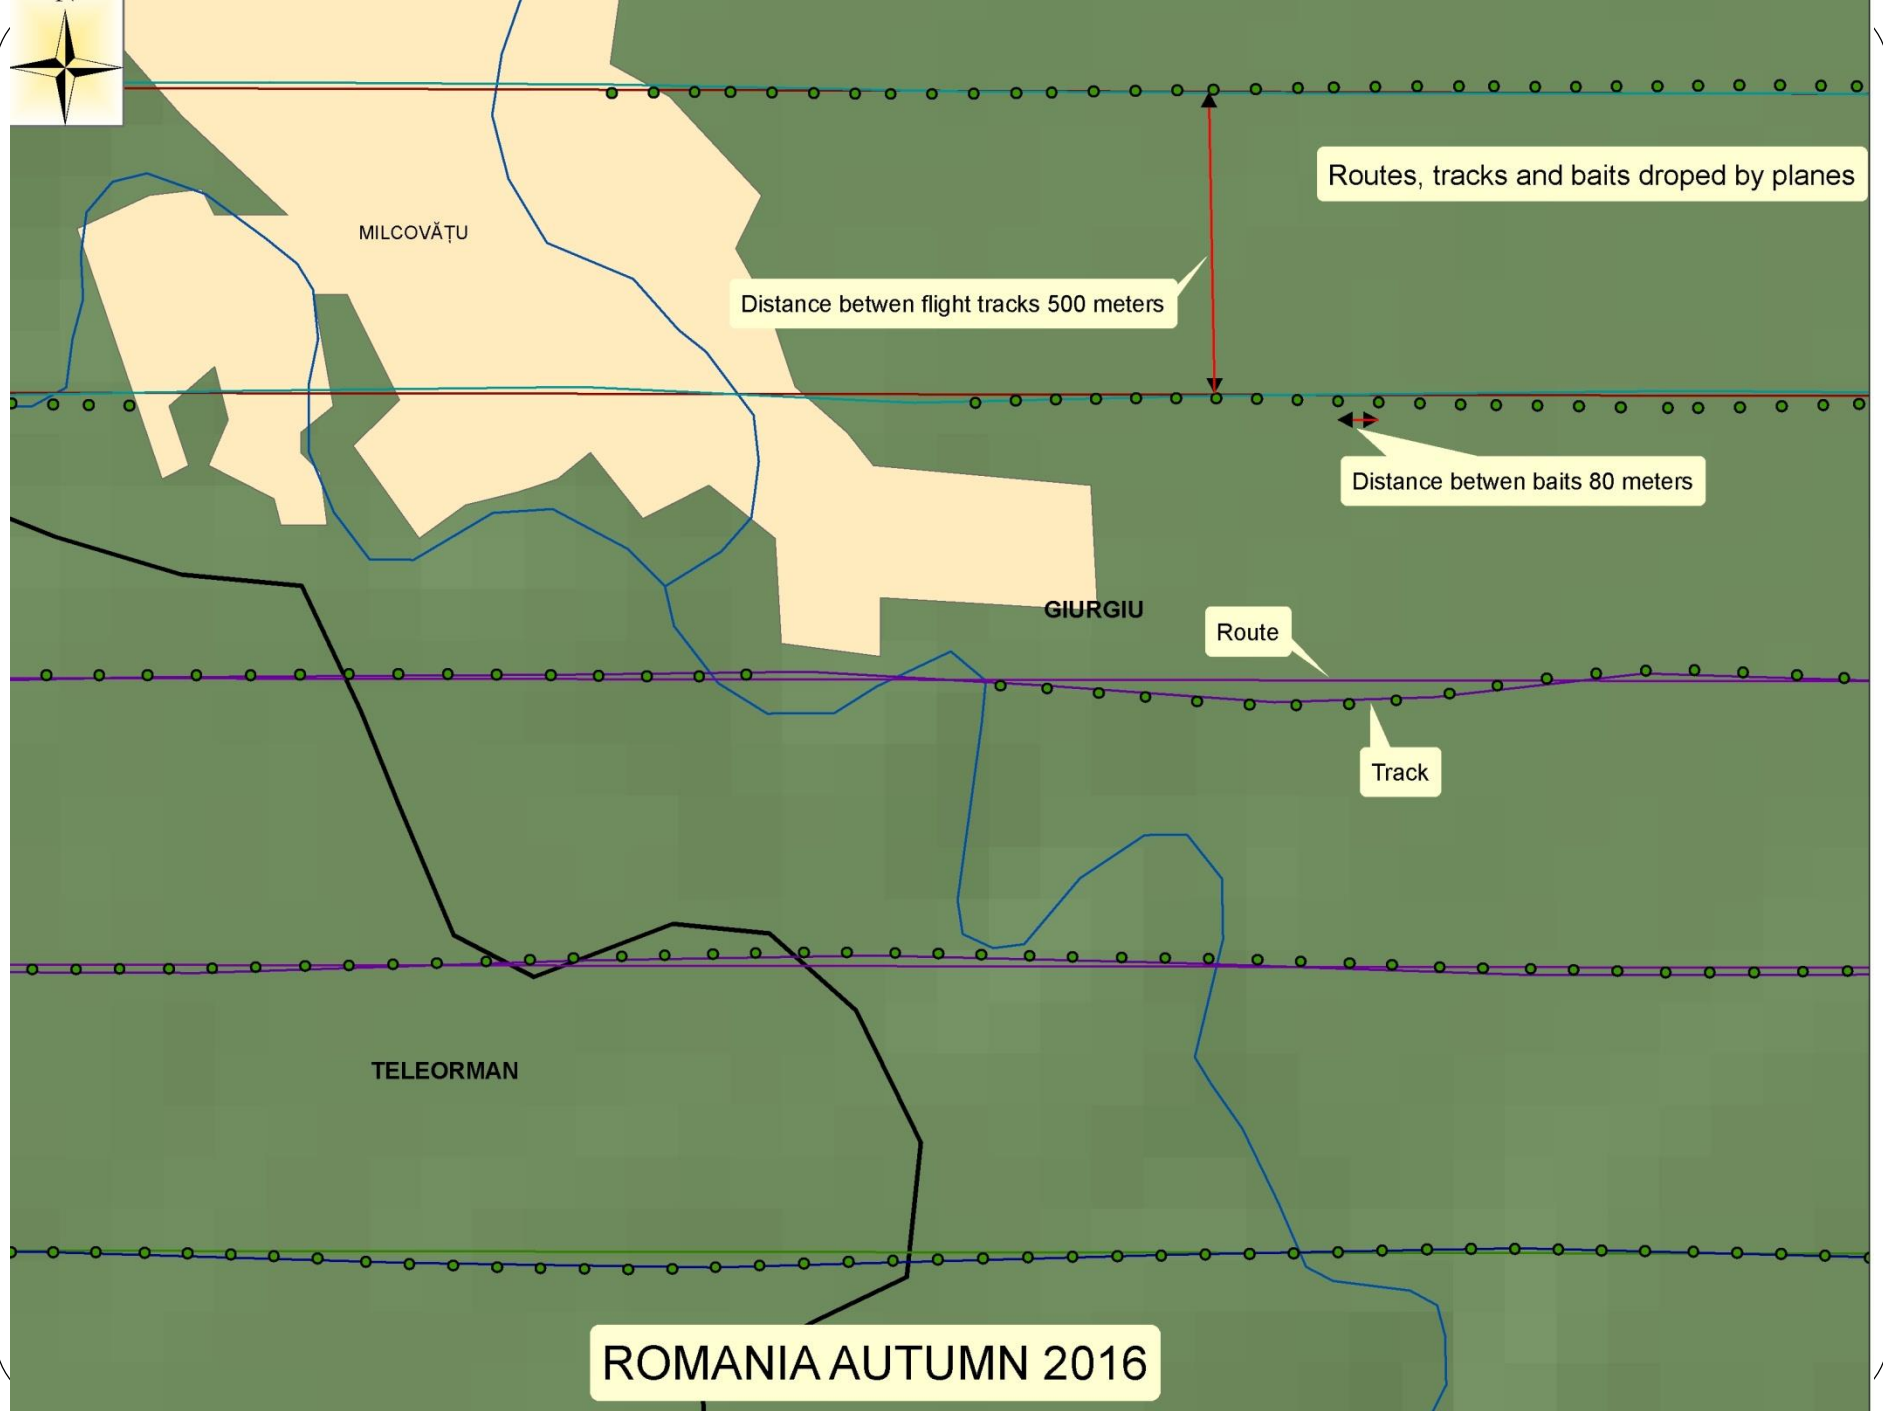 Routes, tracks and baits droped by planes
MILCOVĂȚU
Distance betwen flight tracks 500 meters
Distance betwen baits 80 meters
GIURGIU
Route
Track
TELEORMAN
ROMANIA AUTUMN 2016